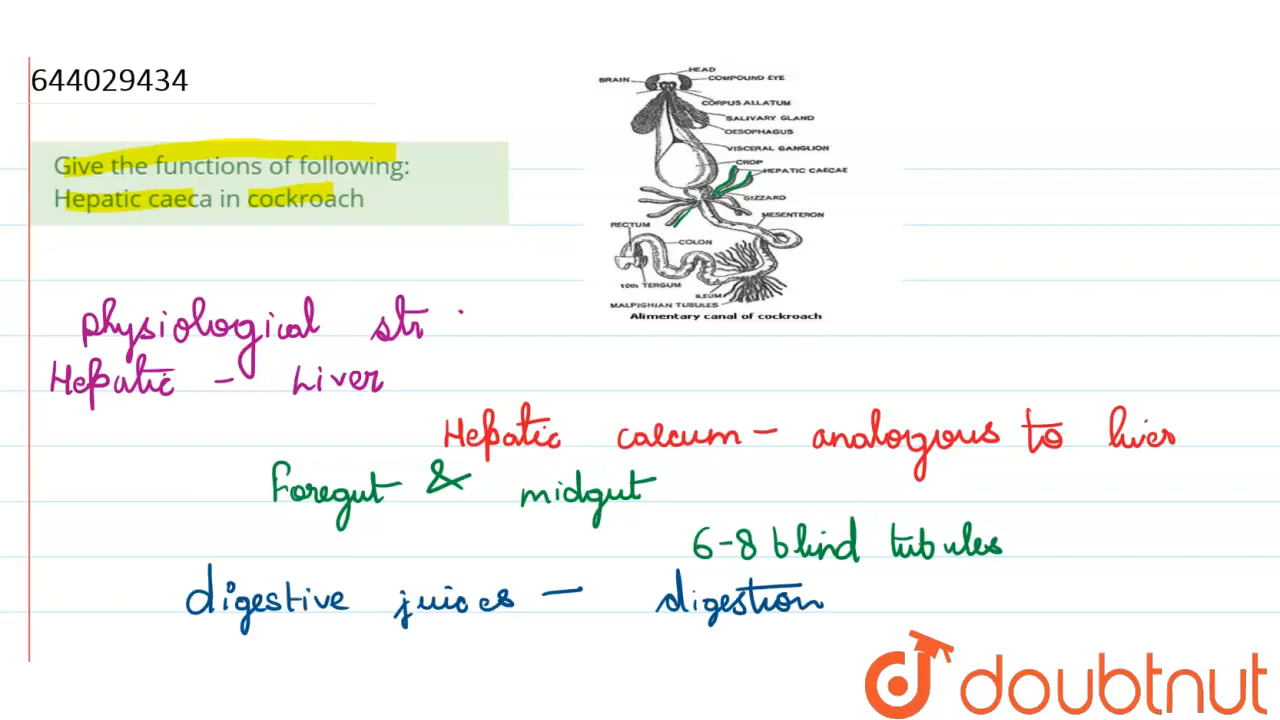 644029434
Give the functions of following:
Hepatic caeca in cockroach
HEAD
BRAIN
COMPOUND EYE
CORPUS ALLATUM
SALIVARY GLAND
OESOPHAGUS
VISCERAL GANGLION
CROP
HEPATIC CAECAE
GIZZARD
MESENTERON
RECTUM
COLON
10th TERGUM
ILEUM
MALPIGHIAN TUBULES
Alimentary canal of cockroach
Physiological str
Hepatic - Liver
Hepatic caecum - analogous to liver
Foregut & midgut
6-8 blind tubules
digestive juices - digestion
doubtnut